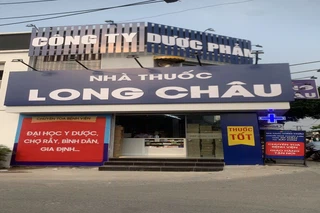 CÔNG TY DƯỢC PHẨM
NHÀ THUỐC
LONG CHÂU
ĐẠI HỌC Y DƯỢC,
CHỢ RẪY, BÌNH DÂN,
GIA ĐỊNH...
THUỐC
TỐT